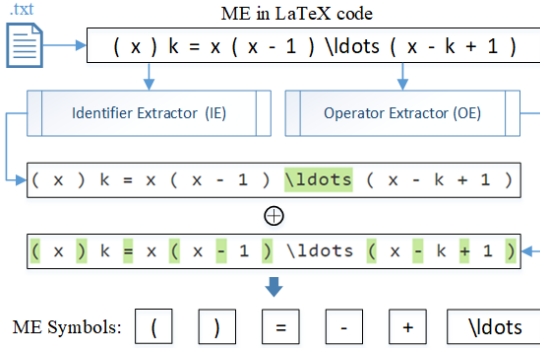 .txt
ME in LaTeX code
( x ) k = x ( x - 1 ) \ldots ( x - k + 1 )
Identifier Extractor (IE) Operator Extractor (OE)
( x ) k = x ( x - 1 ) \ldots ( x - k + 1 )
⊕
( x ) k = x ( x - 1 ) \ldots ( x - k + 1 )
ME Symbols: ( ) = - + \ldots